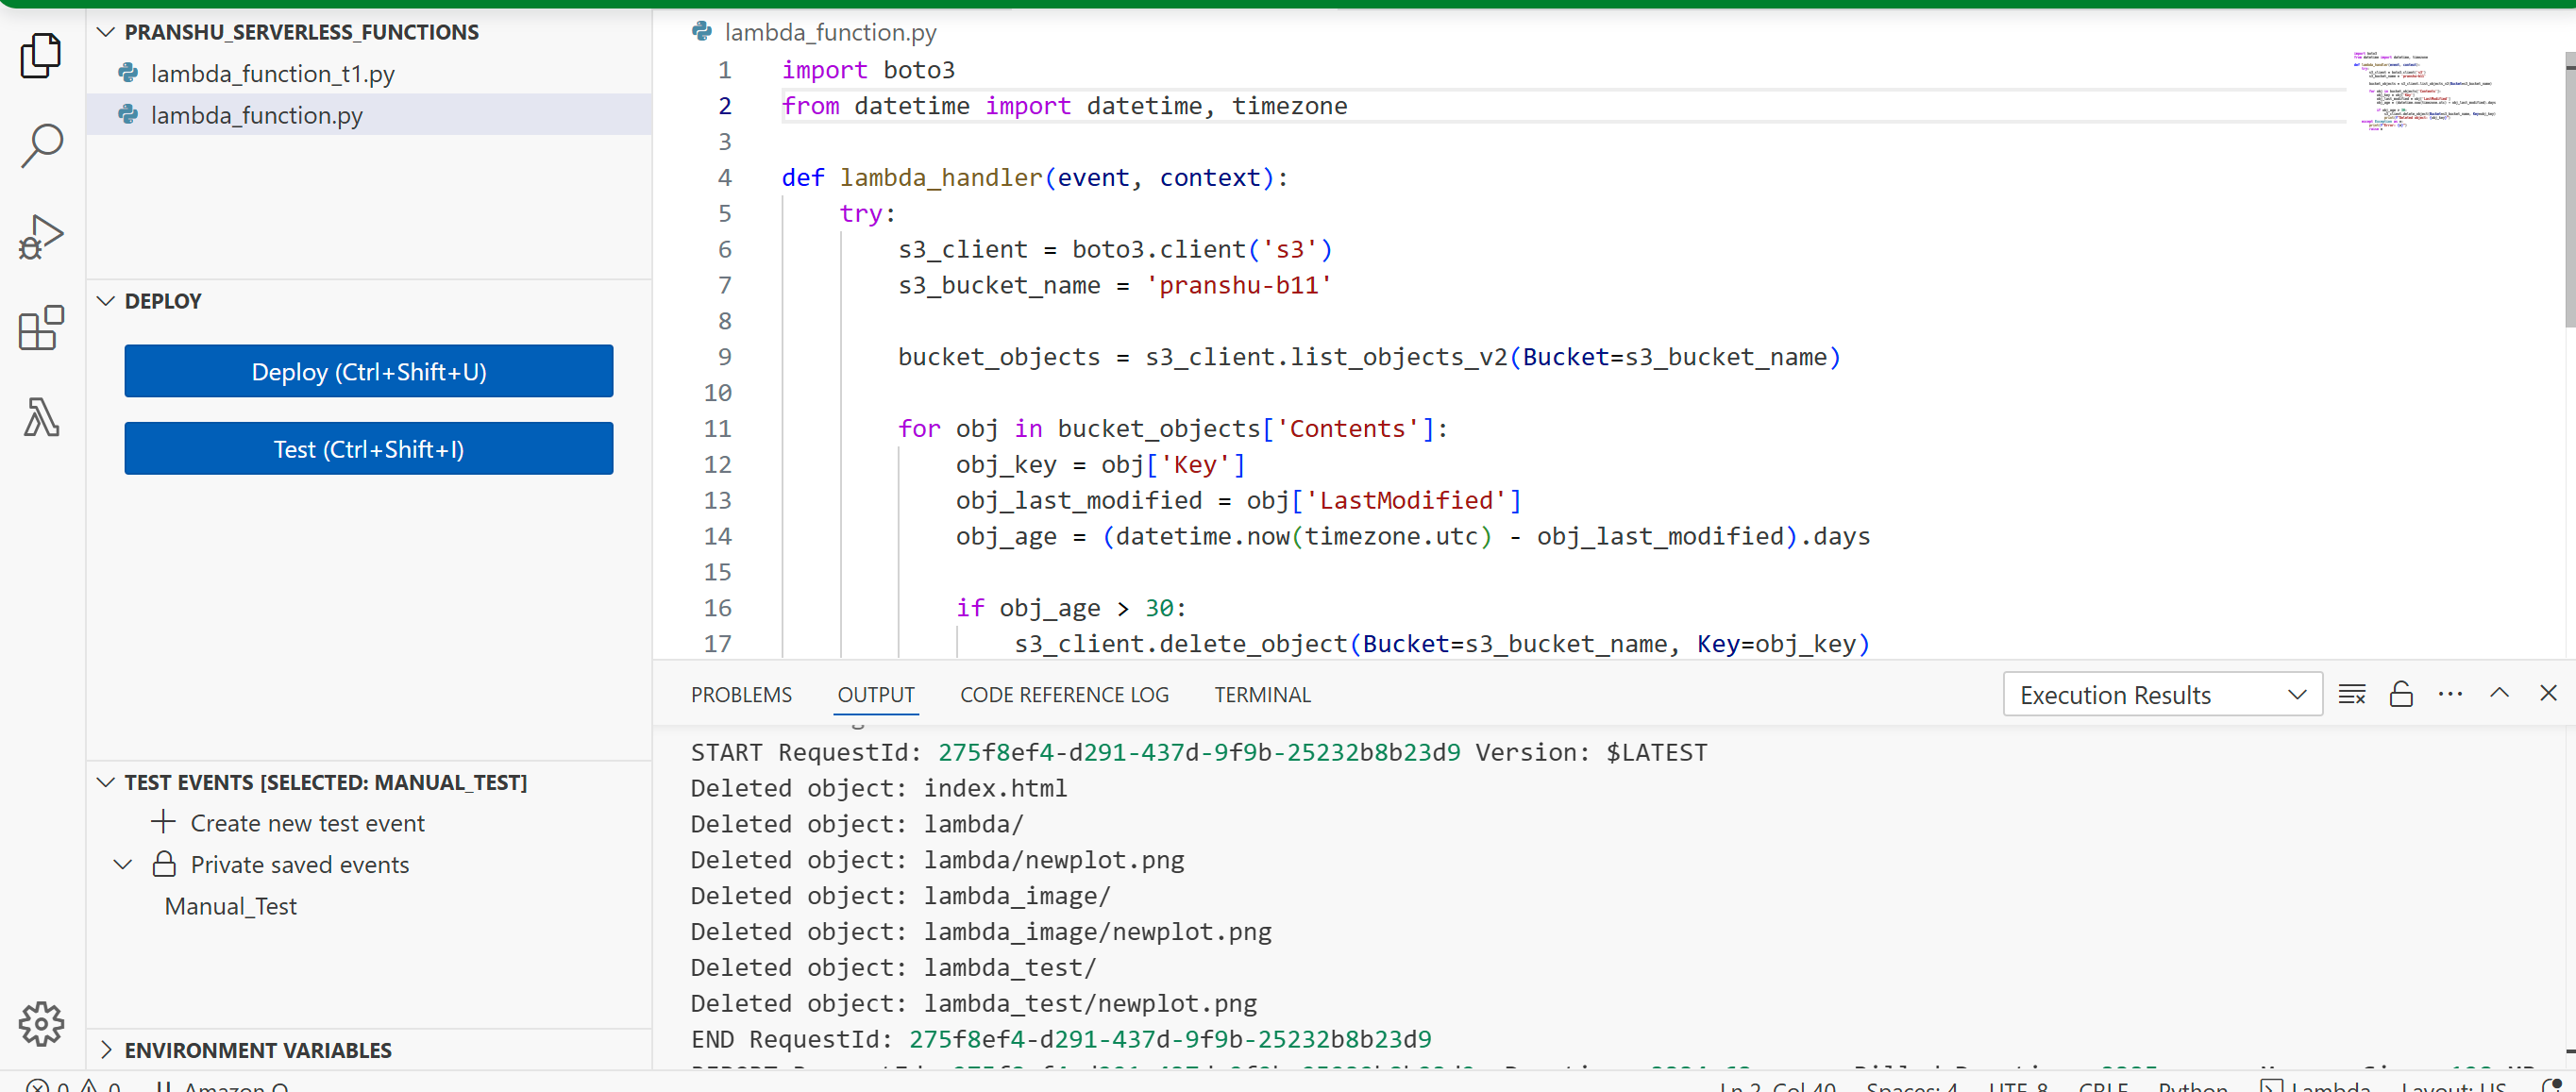 PRANSHU_SERVERLESS_FUNCTIONS
lambda_function_t1.py
lambda_function.py
DEPLOY
Deploy (Ctrl+Shift+U)
Test (Ctrl+Shift+I)
TEST EVENTS [SELECTED: MANUAL_TEST]
Create new test event
Private saved events
Manual_Test
ENVIRONMENT VARIABLES
lambda_function.py
1 import boto3
2 from datetime import datetime, timezone
3
4 def lambda_handler(event, context):
5 try:
6 s3_client = boto3.client('s3')
7 s3_bucket_name = 'pranshu-b11'
8
9 bucket_objects = s3_client.list_objects_v2(Bucket=s3_bucket_name)
10
11 for obj in bucket_objects['Contents']:
12 obj_key = obj['Key']
13 obj_last_modified = obj['LastModified']
14 obj_age = (datetime.now(timezone.utc) - obj_last_modified).days
15
16 if obj_age > 30:
17 s3_client.delete_object(Bucket=s3_bucket_name, Key=obj_key)
PROBLEMS OUTPUT CODE REFERENCE LOG TERMINAL Execution Results
START RequestId: 275f8ef4-d291-437d-9f9b-25232b8b23d9 Version: $LATEST
Deleted object: index.html
Deleted object: lambda/
Deleted object: lambda/newplot.png
Deleted object: lambda_image/
Deleted object: lambda_image/newplot.png
Deleted object: lambda_test/
Deleted object: lambda_test/newplot.png
END RequestId: 275f8ef4-d291-437d-9f9b-25232b8b23d9
0 0 Amazon Q Ln 2, Col 40 Spaces: 4 UTF-8 CRLF Python Lambda Layout: US